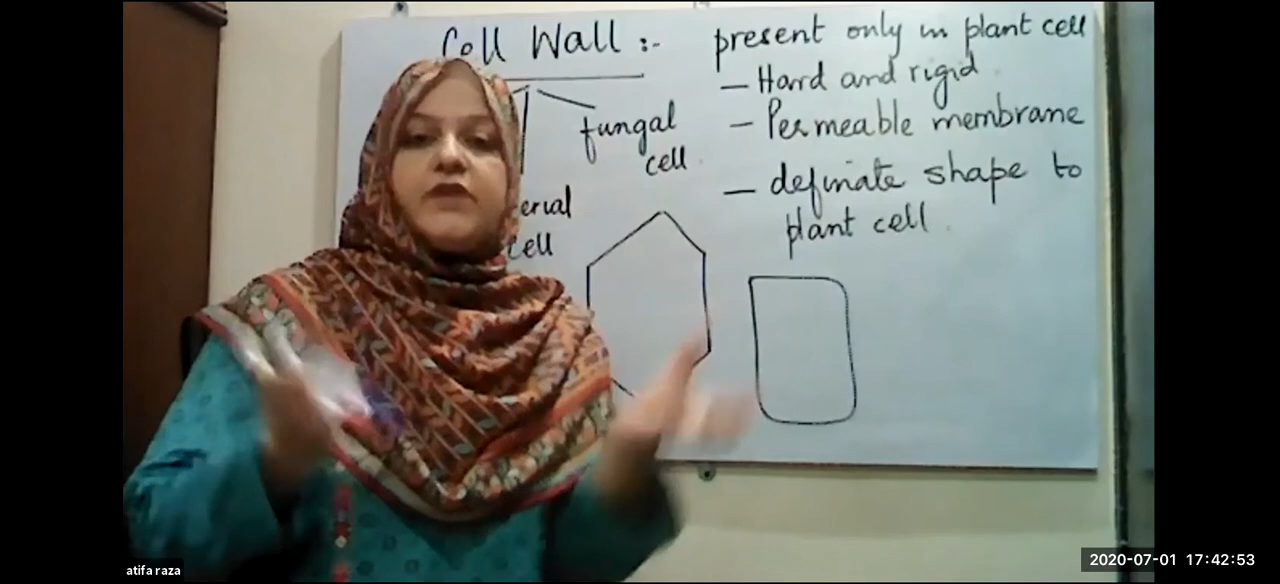 Cell Wall :-
present only in plant cell
— Hard and rigid
— Permeable membrane
— definate shape to
plant cell.
fungal
cell.
erial
cell
atifa raza
2020-07-01 17:42:53